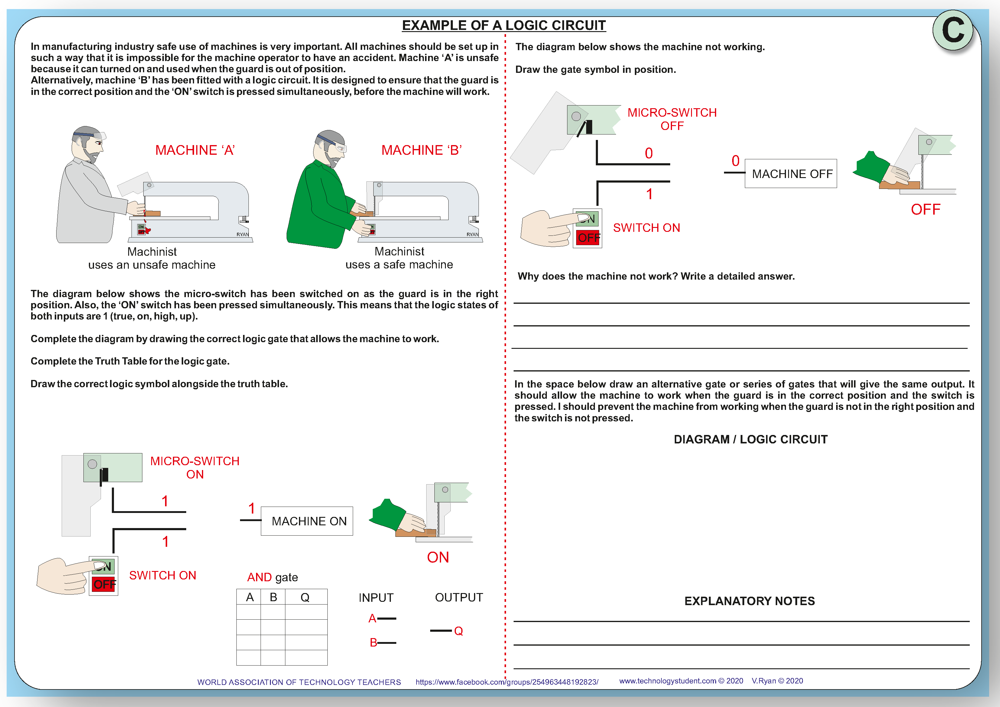 EXAMPLE OF A LOGIC CIRCUIT
C
In manufacturing industry safe use of machines is very important. All machines should be set up in
such a way that it is impossible for the machine operator to have an accident. Machine ‘A’ is unsafe
because it can turned on and used when the guard is out of position.
Alternatively, machine ‘B’ has been fitted with a logic circuit. It is designed to ensure that the guard is
in the correct position and the ‘ON’ switch is pressed simultaneously, before the machine will work.
MACHINE ‘A’
MACHINE ‘B’
ON
OFF
RYAN
RYAN
Machinist
uses an unsafe machine
Machinist
uses a safe machine
The diagram below shows the micro-switch has been switched on as the guard is in the right
position. Also, the ‘ON’ switch has been pressed simultaneously. This means that the logic states of
both inputs are 1 (true, on, high, up).
Complete the diagram by drawing the correct logic gate that allows the machine to work.
Complete the Truth Table for the logic gate.
Draw the correct logic symbol alongside the truth table.
MICRO-SWITCH
ON
1
1
MACHINE ON
1
ON
ON
OFF
SWITCH ON
AND gate
A B Q
INPUT
OUTPUT
A
Q
B
The diagram below shows the machine not working.
Draw the gate symbol in position.
MICRO-SWITCH
OFF
0
0
MACHINE OFF
1
OFF
ON
OFF
SWITCH ON
Why does the machine not work? Write a detailed answer.
In the space below draw an alternative gate or series of gates that will give the same output. It
should allow the machine to work when the guard is in the correct position and the switch is
pressed. I should prevent the machine from working when the guard is not in the right position and
the switch is not pressed.
DIAGRAM / LOGIC CIRCUIT
EXPLANATORY NOTES
WORLD ASSOCIATION OF TECHNOLOGY TEACHERS https://www.facebook.com/groups/254963448192823/ www.technologystudent.com © 2020 V.Ryan © 2020